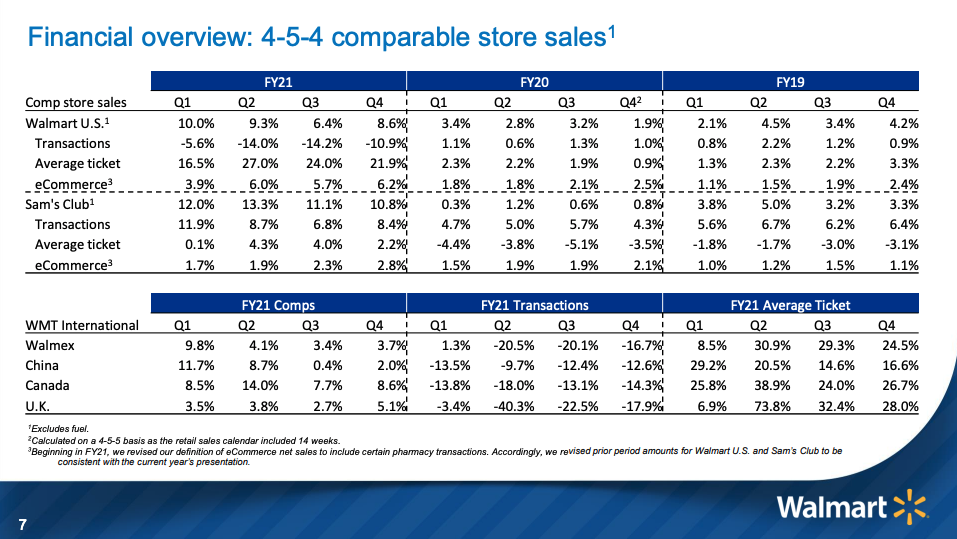 Financial overview: 4-5-4 comparable store sales1
FY21 FY20 FY19
Comp store sales Q1 Q2 Q3 Q4 Q1 Q2 Q3 Q42 Q1 Q2 Q3 Q4
Walmart U.S.1 10.0% 9.3% 6.4% 8.6% 3.4% 2.8% 3.2% 1.9% 2.1% 4.5% 3.4% 4.2%
Transactions -5.6% -14.0% -14.2% -10.9% 1.1% 0.6% 1.3% 1.0% 0.8% 2.2% 1.2% 0.9%
Average ticket 16.5% 27.0% 24.0% 21.9% 2.3% 2.2% 1.9% 0.9% 1.3% 2.3% 2.2% 3.3%
eCommerce3 3.9% 6.0% 5.7% 6.2% 1.8% 1.8% 2.1% 2.5% 1.1% 1.5% 1.9% 2.4%
Sam's Club1 12.0% 13.3% 11.1% 10.8% 0.3% 1.2% 0.6% 0.8% 3.8% 5.0% 3.2% 3.3%
Transactions 11.9% 8.7% 6.8% 8.4% 4.7% 5.0% 5.7% 4.3% 5.6% 6.7% 6.2% 6.4%
Average ticket 0.1% 4.3% 4.0% 2.2% -4.4% -3.8% -5.1% -3.5% -1.8% -1.7% -3.0% -3.1%
eCommerce3 1.7% 1.9% 2.3% 2.8% 1.5% 1.9% 1.9% 2.1% 1.0% 1.2% 1.5% 1.1%
FY21 Comps FY21 Transactions FY21 Average Ticket
WMT International Q1 Q2 Q3 Q4 Q1 Q2 Q3 Q4 Q1 Q2 Q3 Q4
Walmex 9.8% 4.1% 3.4% 3.7% 1.3% -20.5% -20.1% -16.7% 8.5% 30.9% 29.3% 24.5%
China 11.7% 8.7% 0.4% 2.0% -13.5% -9.7% -12.4% -12.6% 29.2% 20.5% 14.6% 16.6%
Canada 8.5% 14.0% 7.7% 8.6% -13.8% -18.0% -13.1% -14.3% 25.8% 38.9% 24.0% 26.7%
U.K. 3.5% 3.8% 2.7% 5.1% -3.4% -40.3% -22.5% -17.9% 6.9% 73.8% 32.4% 28.0%
1Excludes fuel.
2Calculated on a 4-5-5 basis as the retail sales calendar included 14 weeks.
3Beginning in FY21, we revised our definition of eCommerce net sales to include certain pharmacy transactions. Accordingly, we revised prior period amounts for Walmart U.S. and Sam's Club to be
consistent with the current year's presentation.
Walmart
7